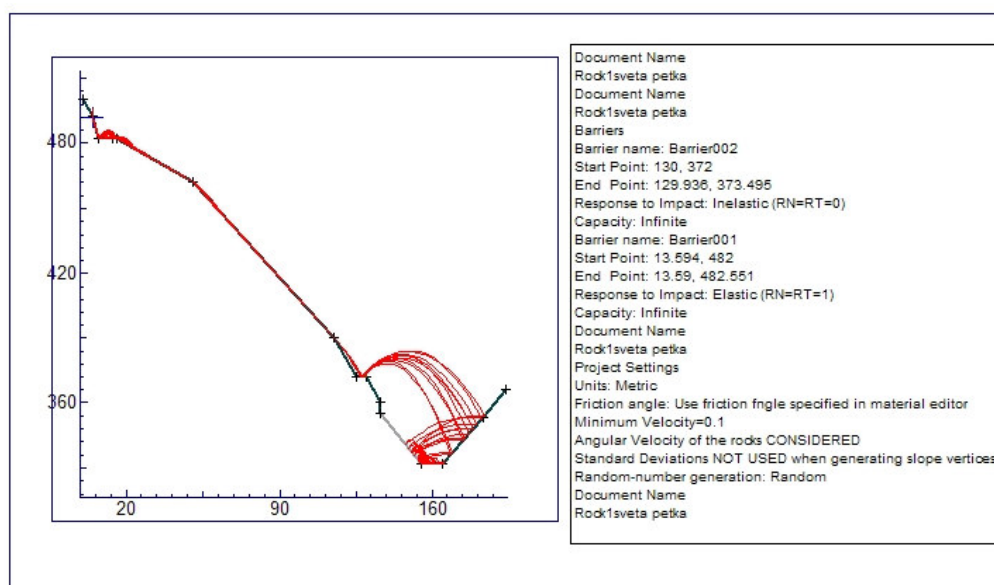 480
420
360
20
90
160
Document Name
Rock1sveta petka
Document Name
Rock1sveta petka
Barriers
Barrier name: Barrier002
Start Point: 130, 372
End Point: 129.936, 373.495
Response to Impact: Inelastic (RN=RT=0)
Capacity: Infinite
Barrier name: Barrier001
Start Point: 13.594, 482
End Point: 13.59, 482.551
Response to Impact: Elastic (RN=RT=1)
Capacity: Infinite
Document Name
Rock1sveta petka
Project Settings
Units: Metric
Friction angle: Use friction fngle specified in material editor
Minimum Velocity=0.1
Angular Velocity of the rocks CONSIDERED
Standard Deviations NOT USED when generating slope vertices
Random-number generation: Random
Document Name
Rock1sveta petka